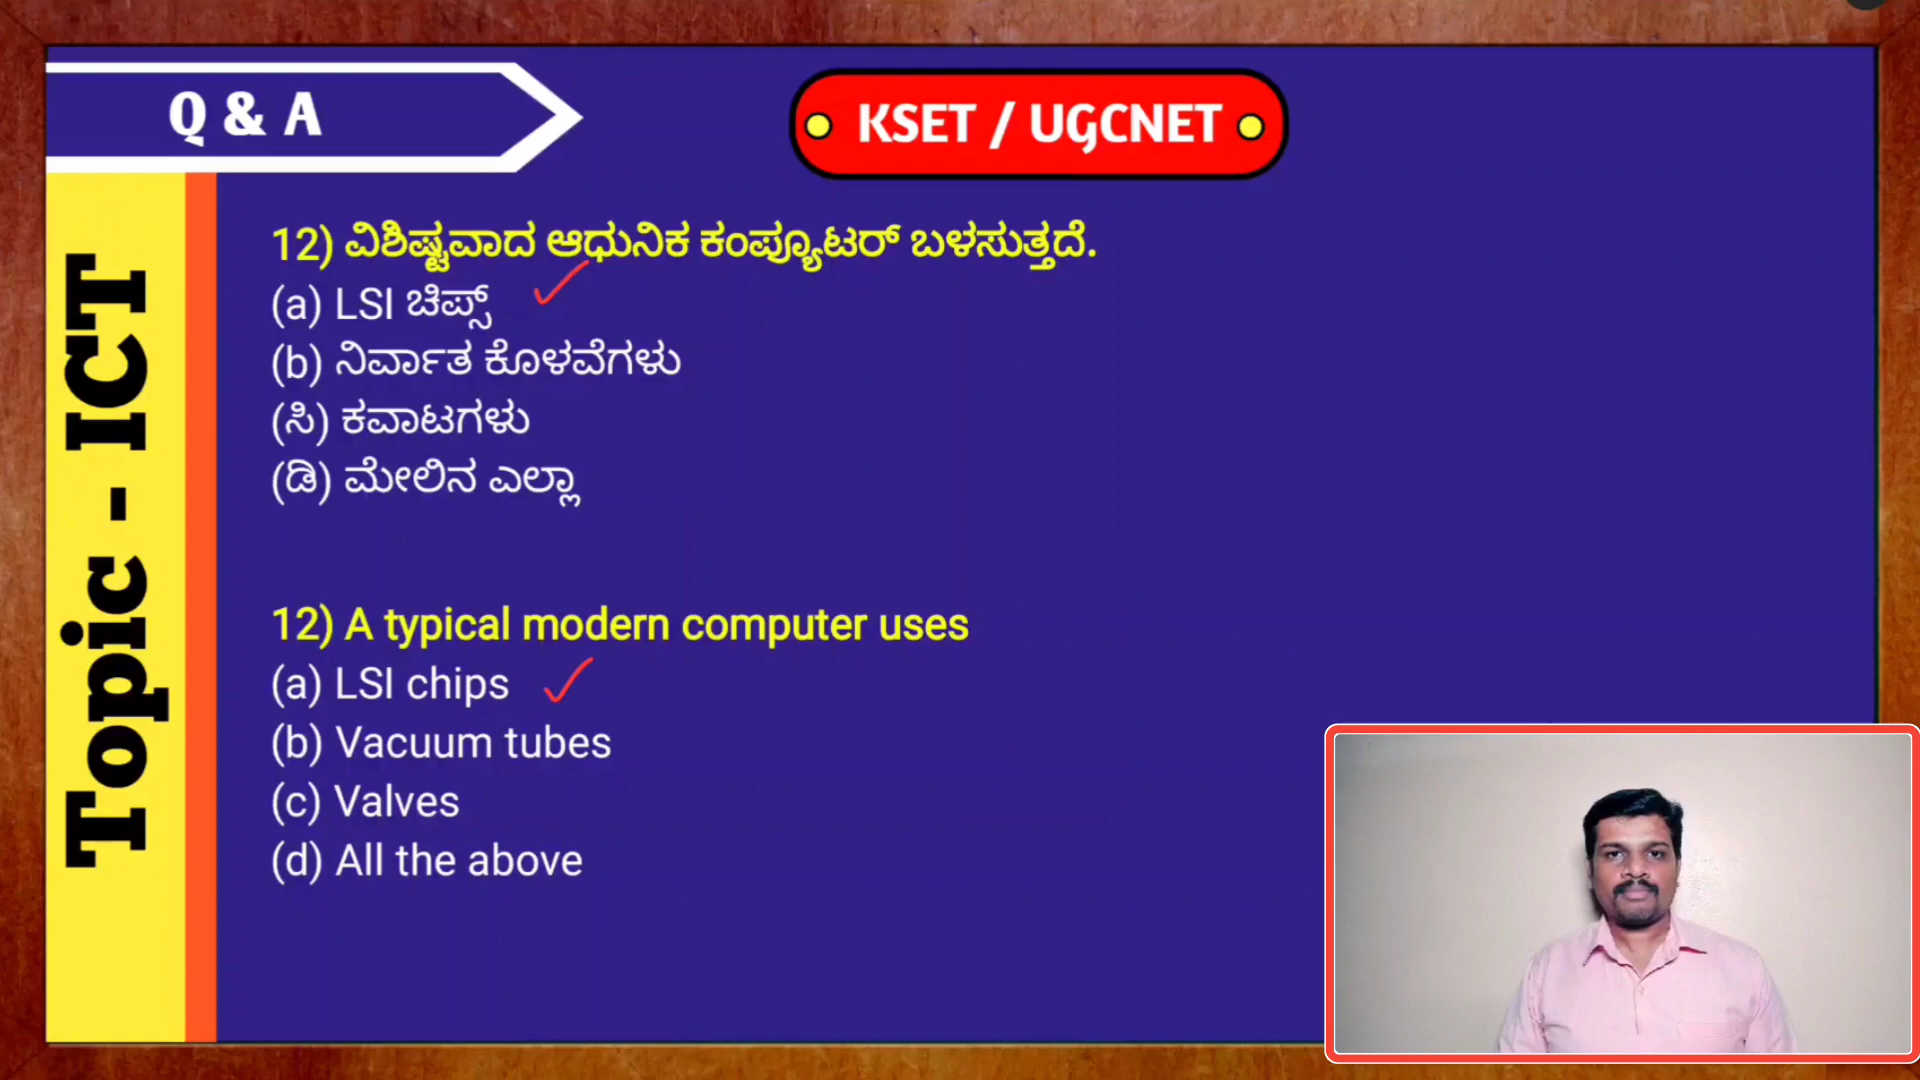 Q & A
KSET / UGCNET
Topic - ICT
12) ವಿಶಿಷ್ಟವಾದ ಆಧುನಿಕ ಕಂಪ್ಯೂಟರ್ ಬಳಸುತ್ತದೆ.
(a) LSI ಚಿಪ್ಸ್
(b) ನಿರ್ವಾತ ಕೊಳವೆಗಳು
(ಸಿ) ಕವಾಟಗಳು
(ಡಿ) ಮೇಲಿನ ಎಲ್ಲಾ
12) A typical modern computer uses
(a) LSI chips
(b) Vacuum tubes
(c) Valves
(d) All the above